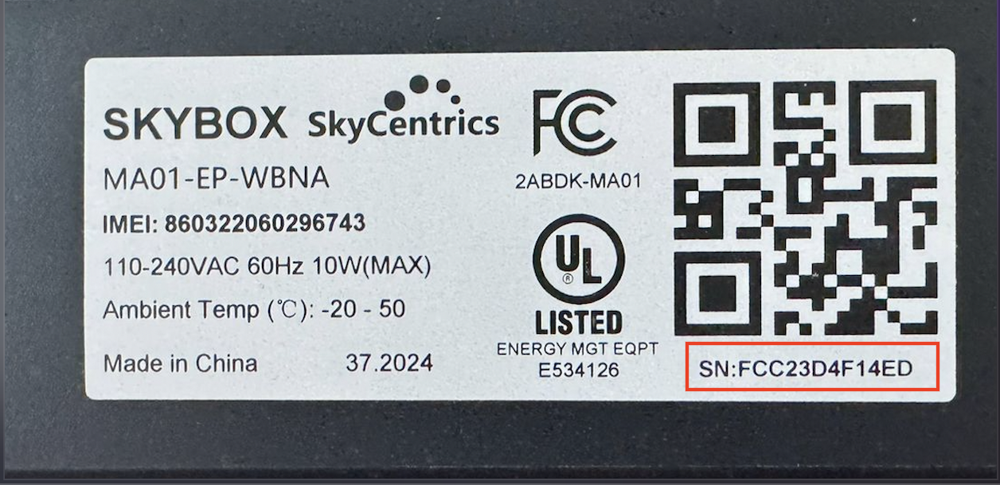 SKYBOX SkyCentrics
MA01-EP-WBNA
IMEI: 860322060296743
110-240VAC 60Hz 10W(MAX)
Ambient Temp (℃): -20 - 50
Made in China 37.2024
FC
2ABDK-MA01
UL
®
LISTED
ENERGY MGT EQPT
E534126
SN:FCC23D4F14ED